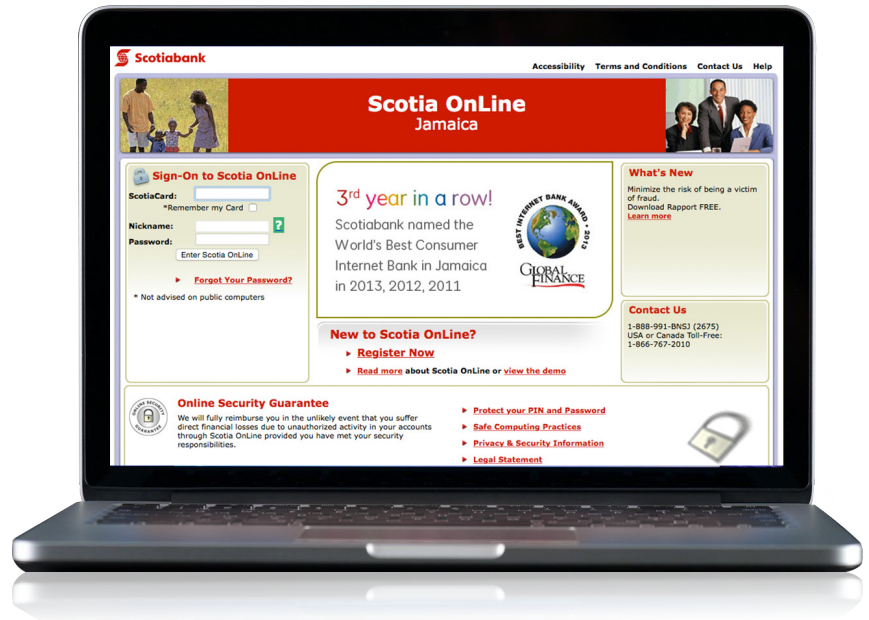 Scotiabank
Accessibility Terms and Conditions Contact Us Help
Scotia OnLine
Jamaica
Sign-On to Scotia OnLine
ScotiaCard:
*Remember my Card
Nickname:
?
Password:
Enter Scotia OnLine
Forgot Your Password?
* Not advised on public computers
3rd year in a row!
Scotiabank named the
World's Best Consumer
Internet Bank in Jamaica
in 2013, 2012, 2011
BEST INTERNET BANK AWARD • 2013
GLOBAL
FINANCE
New to Scotia OnLine?
Register Now
Read more about Scotia OnLine or view the demo
What's New
Minimize the risk of being a victim
of fraud.
Download Rapport FREE.
Learn more
Contact Us
1-888-991-BNSJ (2675)
USA or Canada Toll-Free:
1-866-767-2010
ONLINE SECURITY GUARANTEE
Online Security Guarantee
We will fully reimburse you in the unlikely event that you suffer
direct financial losses due to unauthorized activity in your accounts
through Scotia OnLine provided you have met your security
responsibilities.
Protect your PIN and Password
Safe Computing Practices
Privacy & Security Information
Legal Statement